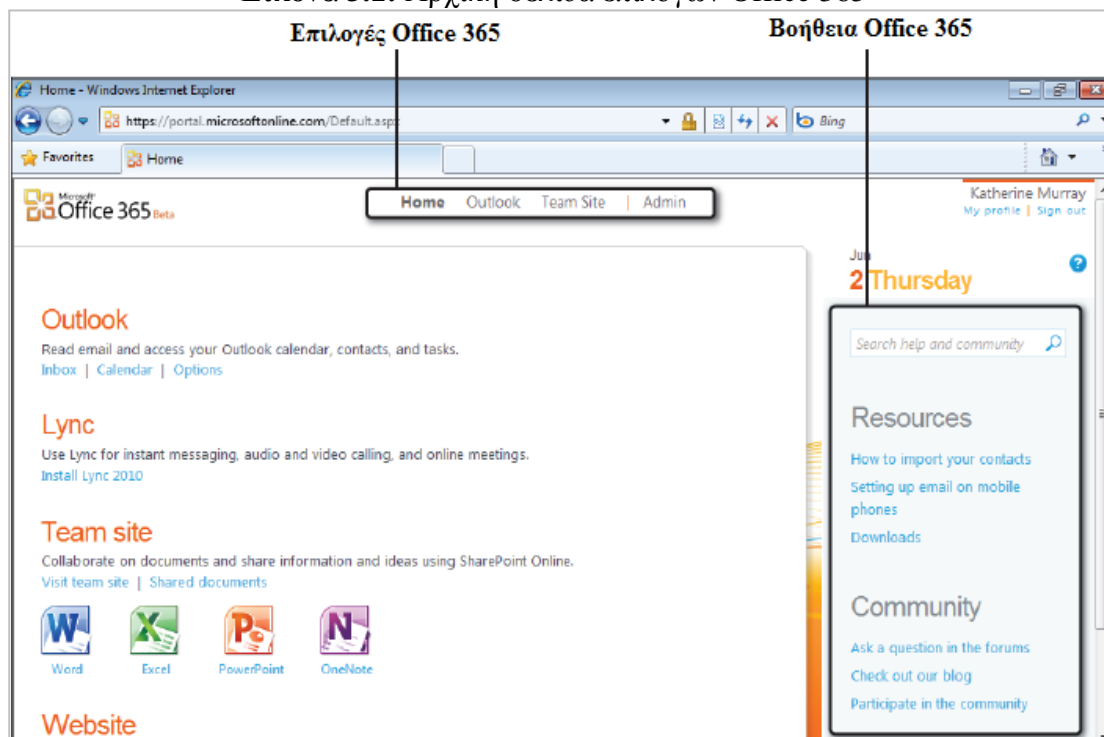 Επιλογές Office 365
Βοήθεια Office 365
Home - Windows Internet Explorer
https://portal.microsoftonline.com/Default.asp
Bing
Favorites
Home
Microsoft
Office 365 Beta
Home Outlook Team Site | Admin
Katherine Murray
My profile | Sign out
Jun
2 Thursday
Outlook
Read email and access your Outlook calendar, contacts, and tasks.
Inbox | Calendar | Options
Lync
Use Lync for instant messaging, audio and video calling, and online meetings.
Install Lync 2010
Team site
Collaborate on documents and share information and ideas using SharePoint Online.
Visit team site | Shared documents
Word Excel PowerPoint OneNote
Website
Search help and community
Resources
How to import your contacts
Setting up email on mobile
phones
Downloads
Community
Ask a question in the forums
Check out our blog
Participate in the community